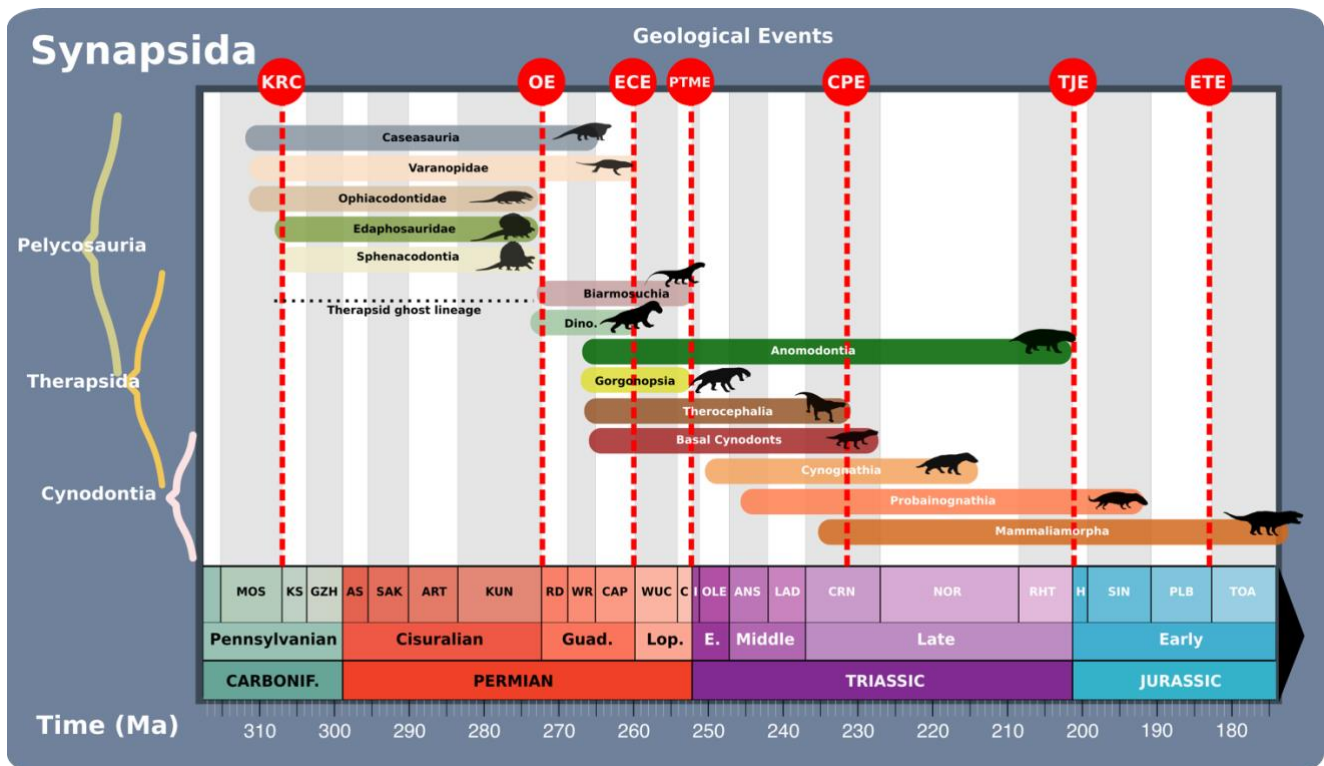 Synapsida
Geological Events
KRC
OE
ECE
PTME
CPE
TJE
ETE
Caseasauria
Varanopidae
Ophiacodontidae
Edaphosauridae
Pelycosauria
Sphenacodontia
Biarmosuchia
Therapsid ghost lineage
Dino.
Anomodontia
Therapsida
Gorgonopsia
Therocephalia
Basal Cynodonts
Cynognathia
Cynodontia
Probainognathia
Mammaliamorpha
MOS KS GZH AS SAK ART KUN RD WR CAP WUC C I OLE ANS LAD CRN NOR RHT H SIN PLB TOA
Pennsylvanian Cisuralian Guad. Lop. E. Middle Late Early
CARBONIF. PERMIAN TRIASSIC JURASSIC
Time (Ma) 310 300 290 280 270 260 250 240 230 220 210 200 190 180